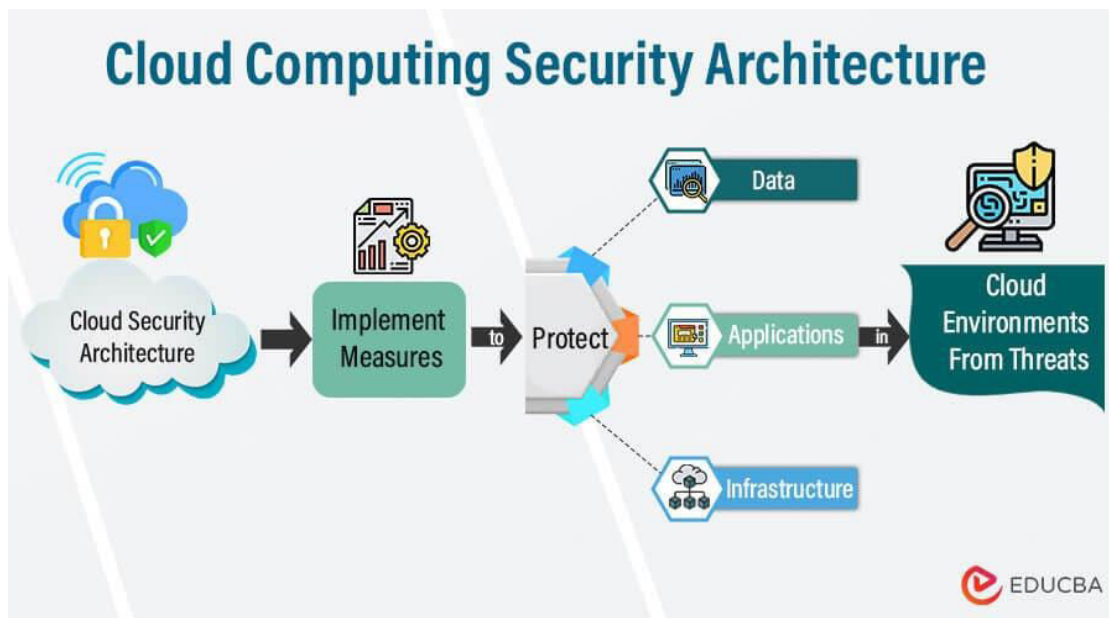 Cloud Computing Security Architecture
Cloud Security
Architecture
Implement
Measures
to
Protect
Data
Applications
Infrastructure
in
Cloud
Environments
From Threats
EDUCBA